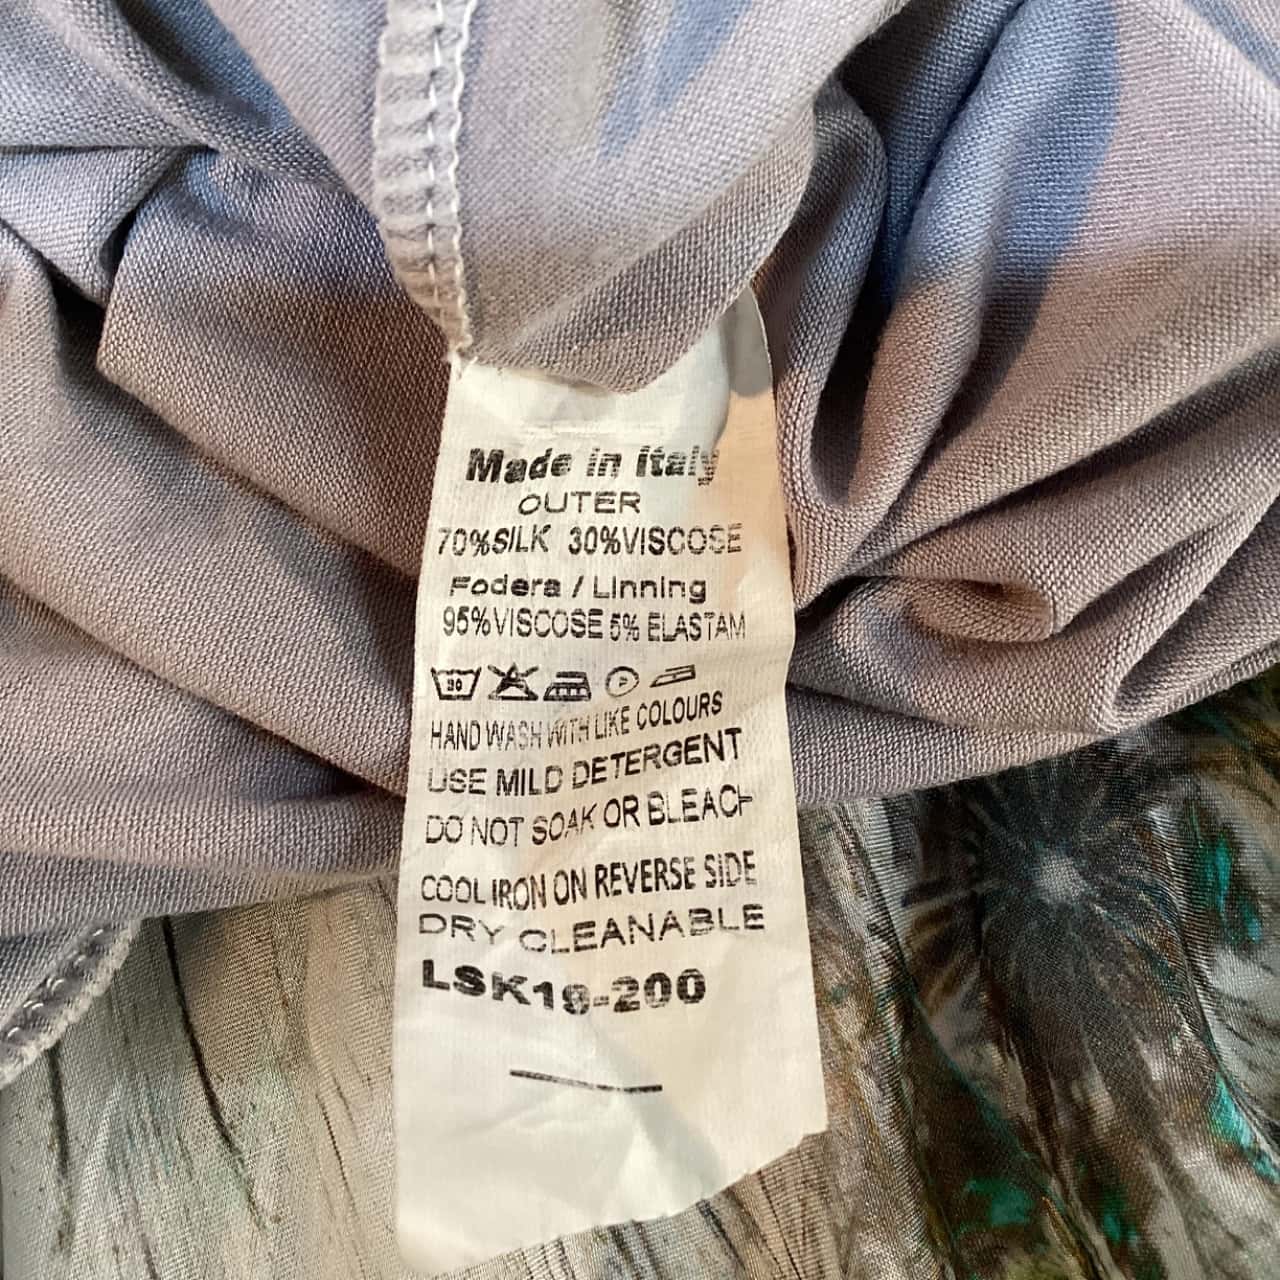 Made in Italy
OUTER
70%SILK 30%VISCOSE
Fodera / Linning
95%VISCOSE 5% ELASTAM
30 P
HAND WASH WITH LIKE COLOURS
USE MILD DETERGENT
DO NOT SOAK OR BLEACH
COOL IRON ON REVERSE SIDE
DRY CLEANABLE
LSK19-200